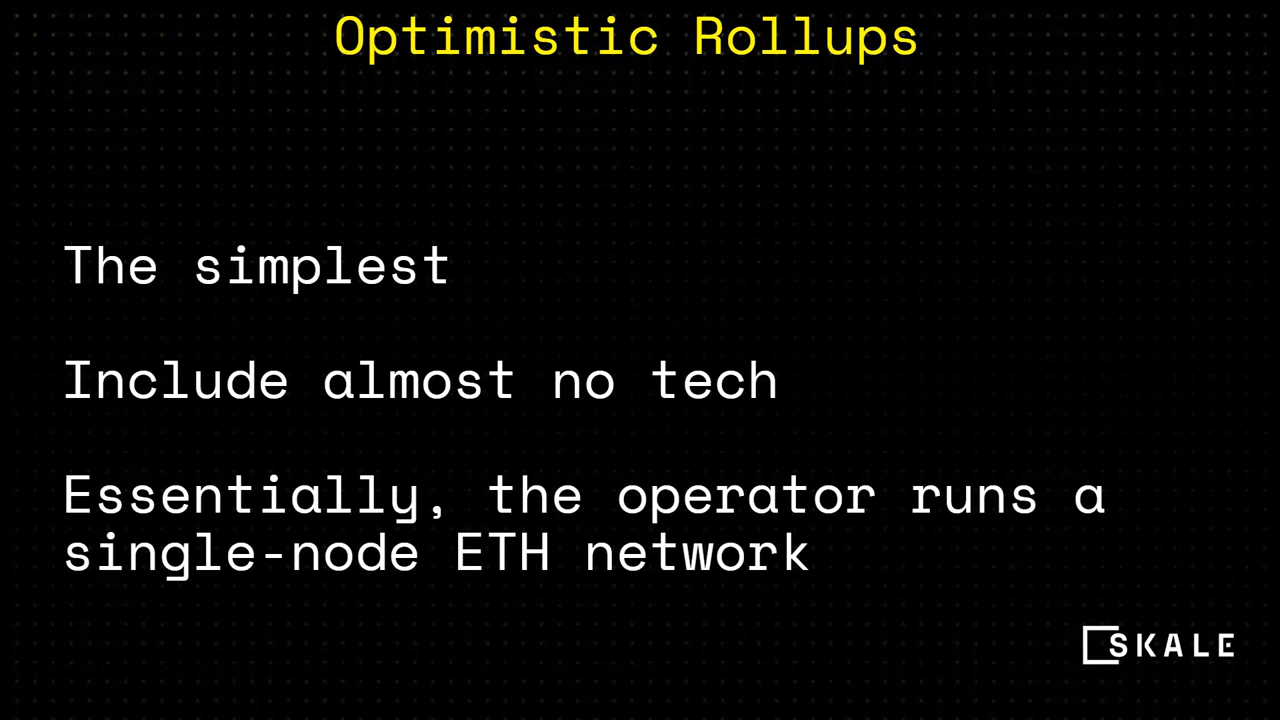 Optimistic Rollups
The simplest
Include almost no tech
Essentially, the operator runs a
single-node ETH network
SKALE